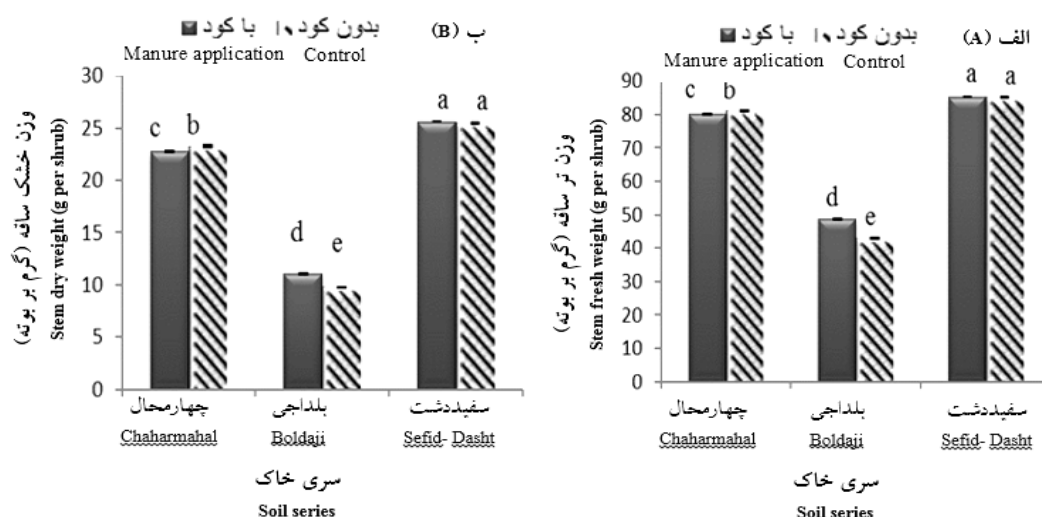 ب (B) با کود بدون کود
Manure application Control
وزن خشک ساقه (گرم بر بوته)
Stem dry weight (g per shrub)
30
25
20
15
10
5
0
c b
d e
a a
چهارمحال بلداجی سفیددشت
Chaharmahal Boldaji Sefid- Dasht
سری خاک
Soil series
الف (A) با کود بدون کود
Manure application Control
وزن تر ساقه (گرم بر بوته)
Stem fresh weight (g per shrub)
90
80
70
60
50
40
30
20
10
0
c b
d e
a a
چهارمحال بلداجی سفیددشت
Chaharmahal Boldaji Sefid- Dasht
سری خاک
Soil series